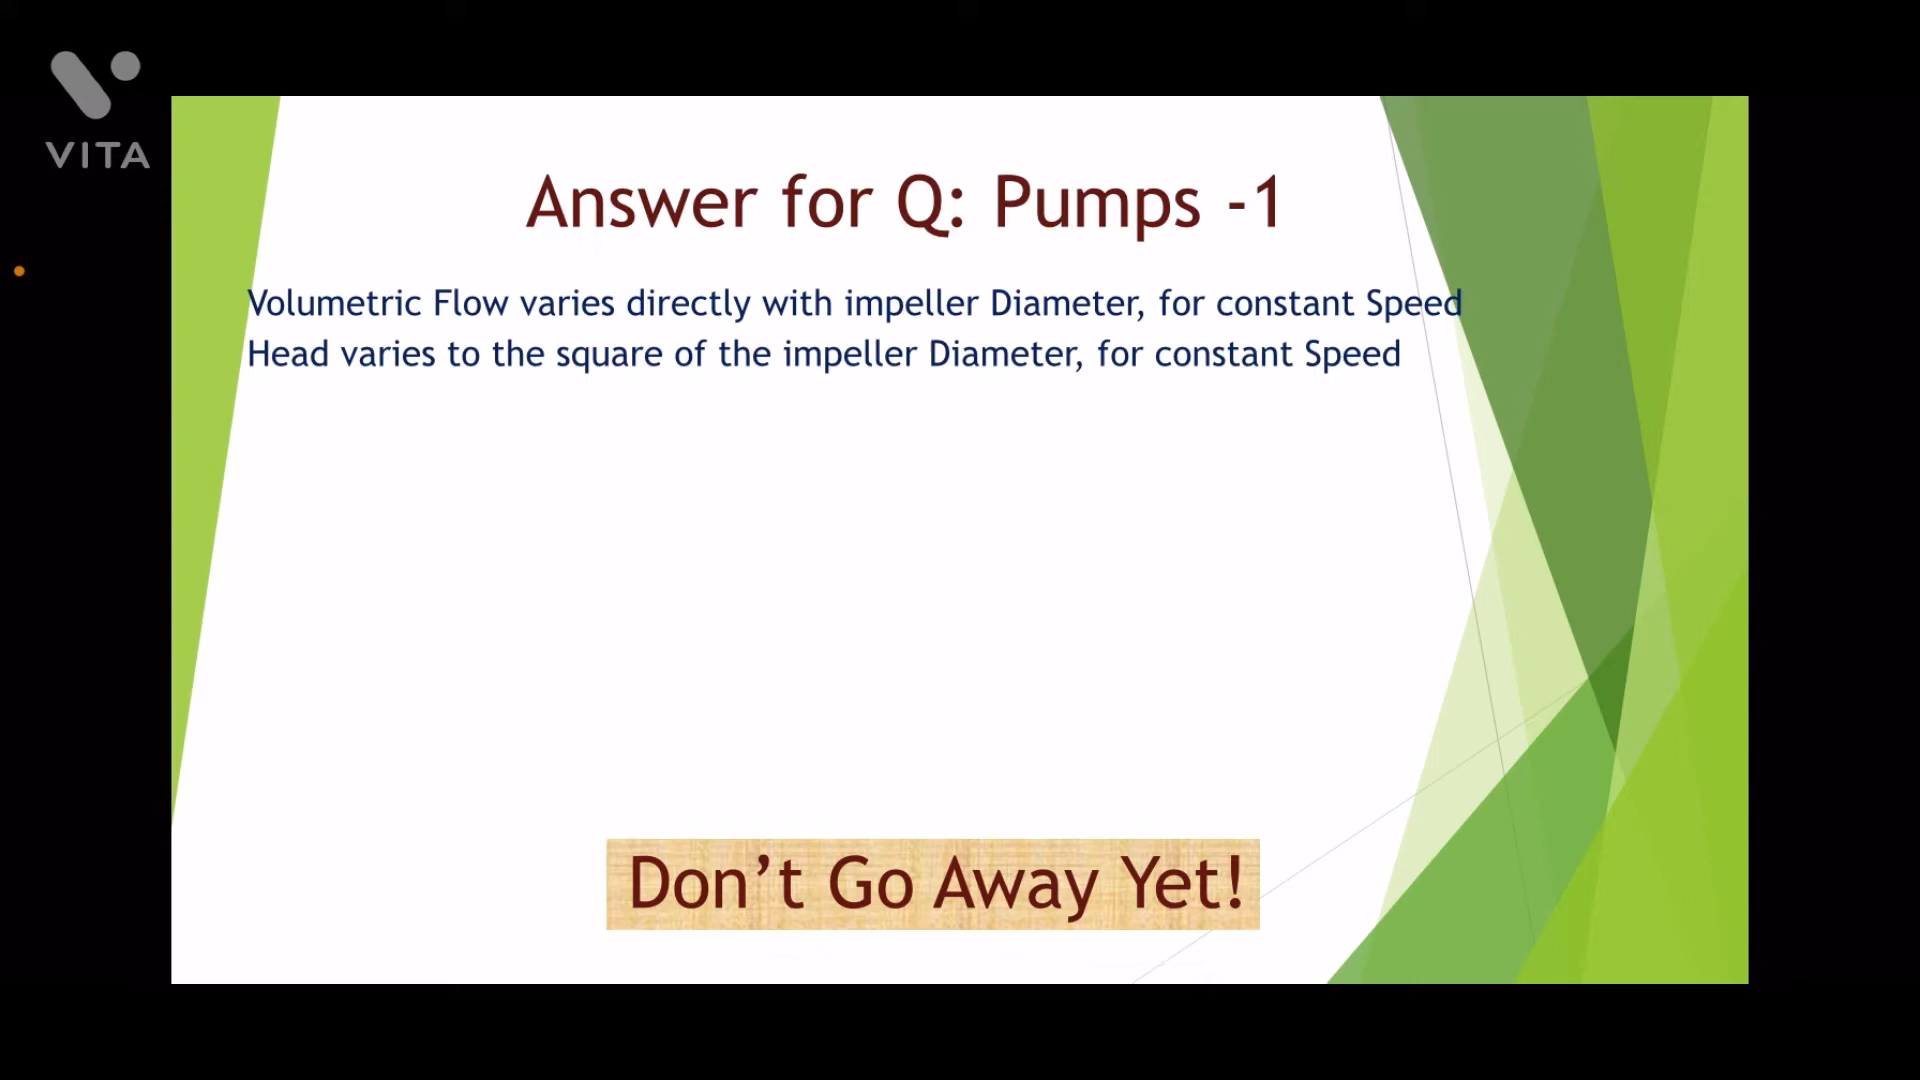 VITA
Answer for Q: Pumps -1
Volumetric Flow varies directly with impeller Diameter, for constant Speed
Head varies to the square of the impeller Diameter, for constant Speed
Don’t Go Away Yet!